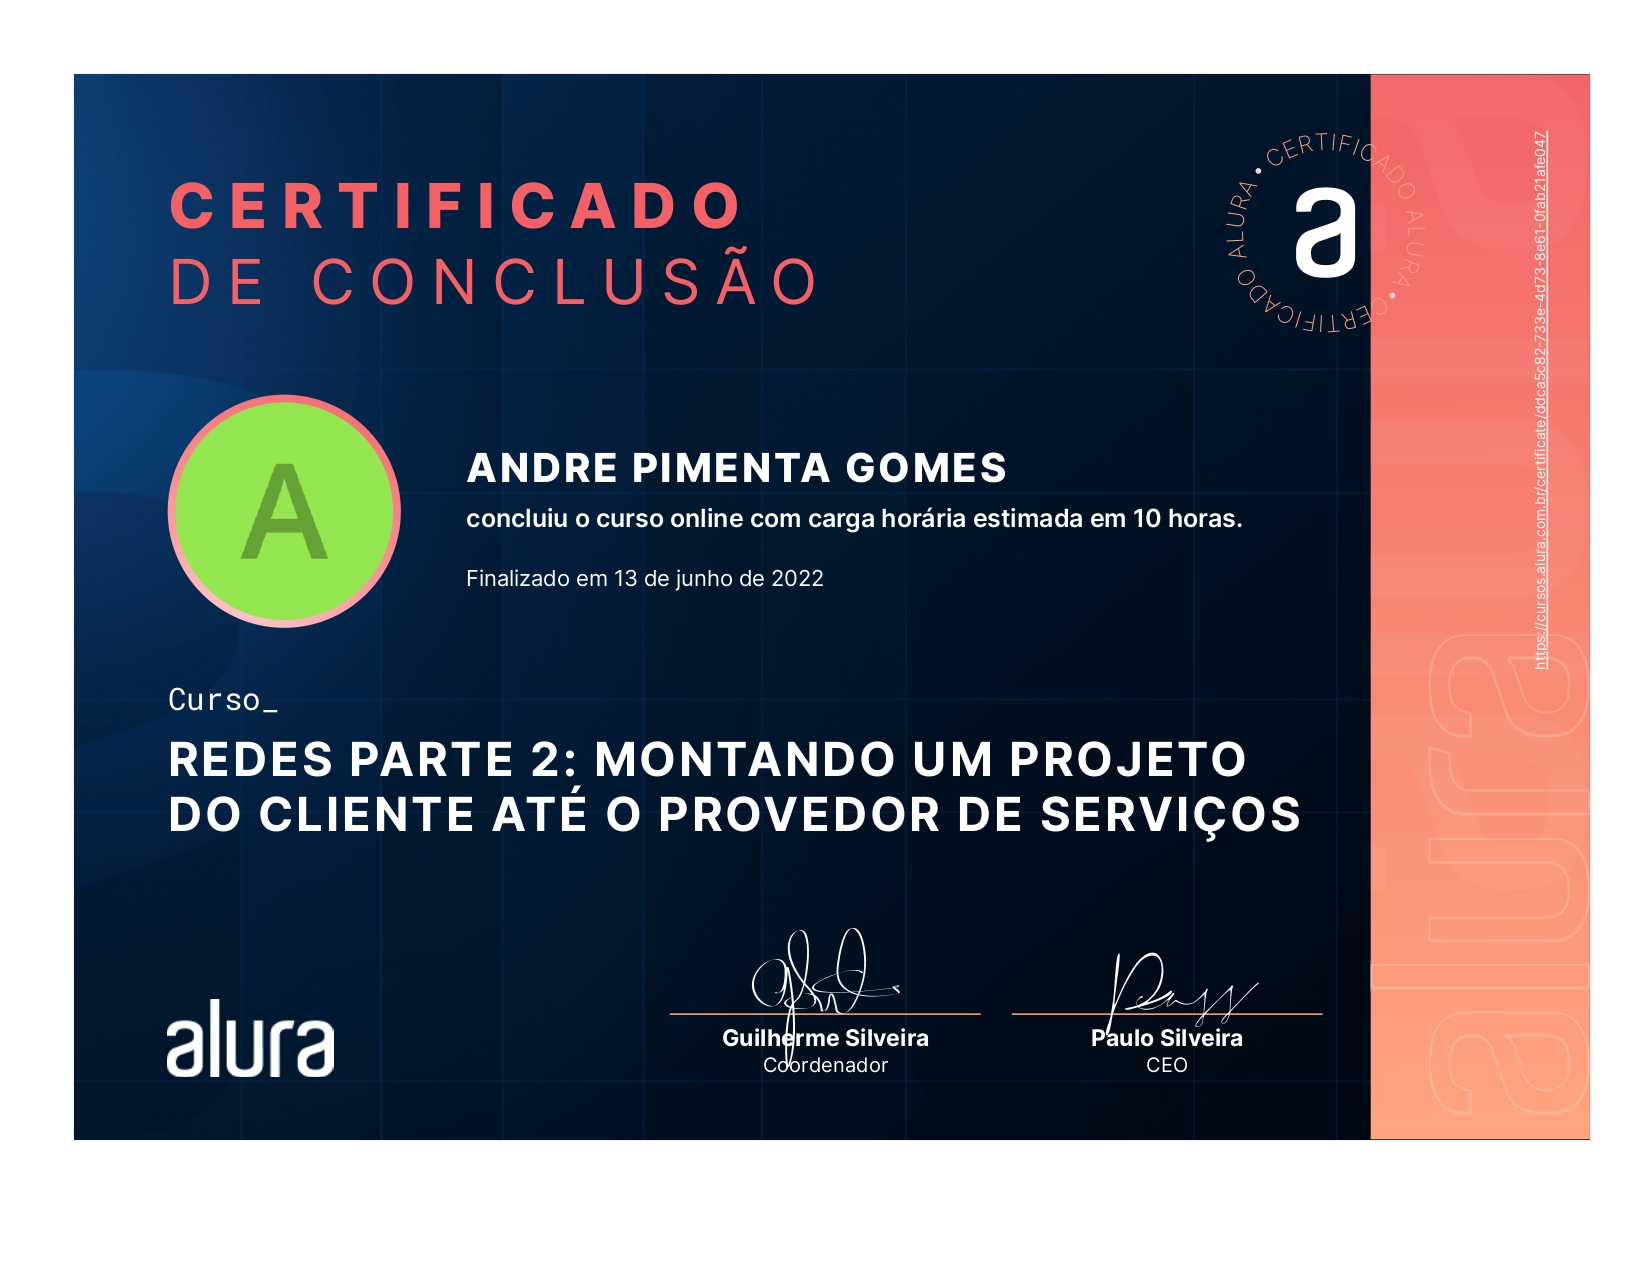 CERTIFICADO
DE CONCLUSÃO
CERTIFICADO ALURA • CERTIFICADO ALURA •
a
https://cursos.alura.com.br/certificate/ddca5c82-733e-4d73-8e61-0fab21afe047
A
ANDRE PIMENTA GOMES
concluiu o curso online com carga horária estimada em 10 horas.
Finalizado em 13 de junho de 2022
Curso_
REDES PARTE 2: MONTANDO UM PROJETO
DO CLIENTE ATÉ O PROVEDOR DE SERVIÇOS
alura
Guilherme Silveira
Coordenador
Paulo Silveira
CEO
alura